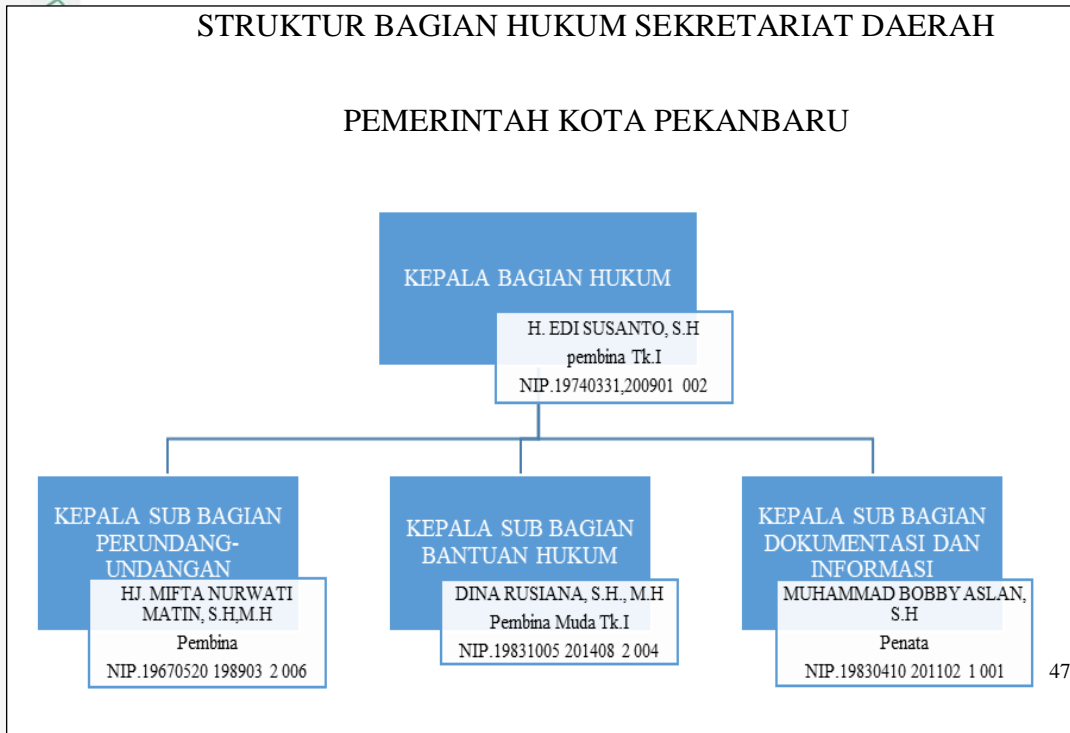 STRUKTUR BAGIAN HUKUM SEKRETARIAT DAERAH
PEMERINTAH KOTA PEKANBARU
KEPALA BAGIAN HUKUM
H. EDI SUSANTO, S.H
pembina Tk.I
NIP.19740331,200901 002
KEPALA SUB BAGIAN
PERUNDANG-
UNDANGAN
HJ. MIFTA NURWATI
MATIN, S.H,M.H
Pembina
NIP.19670520 198903 2 006
KEPALA SUB BAGIAN
BANTUAN HUKUM
DINA RUSIANA, S.H., M.H
Pembina Muda Tk.I
NIP.19831005 201408 2 004
KEPALA SUB BAGIAN
DOKUMENTASI DAN
INFORMASI
MUHAMMAD BOBBY ASLAN,
S.H
Penata
NIP.19830410 201102 1 001
47